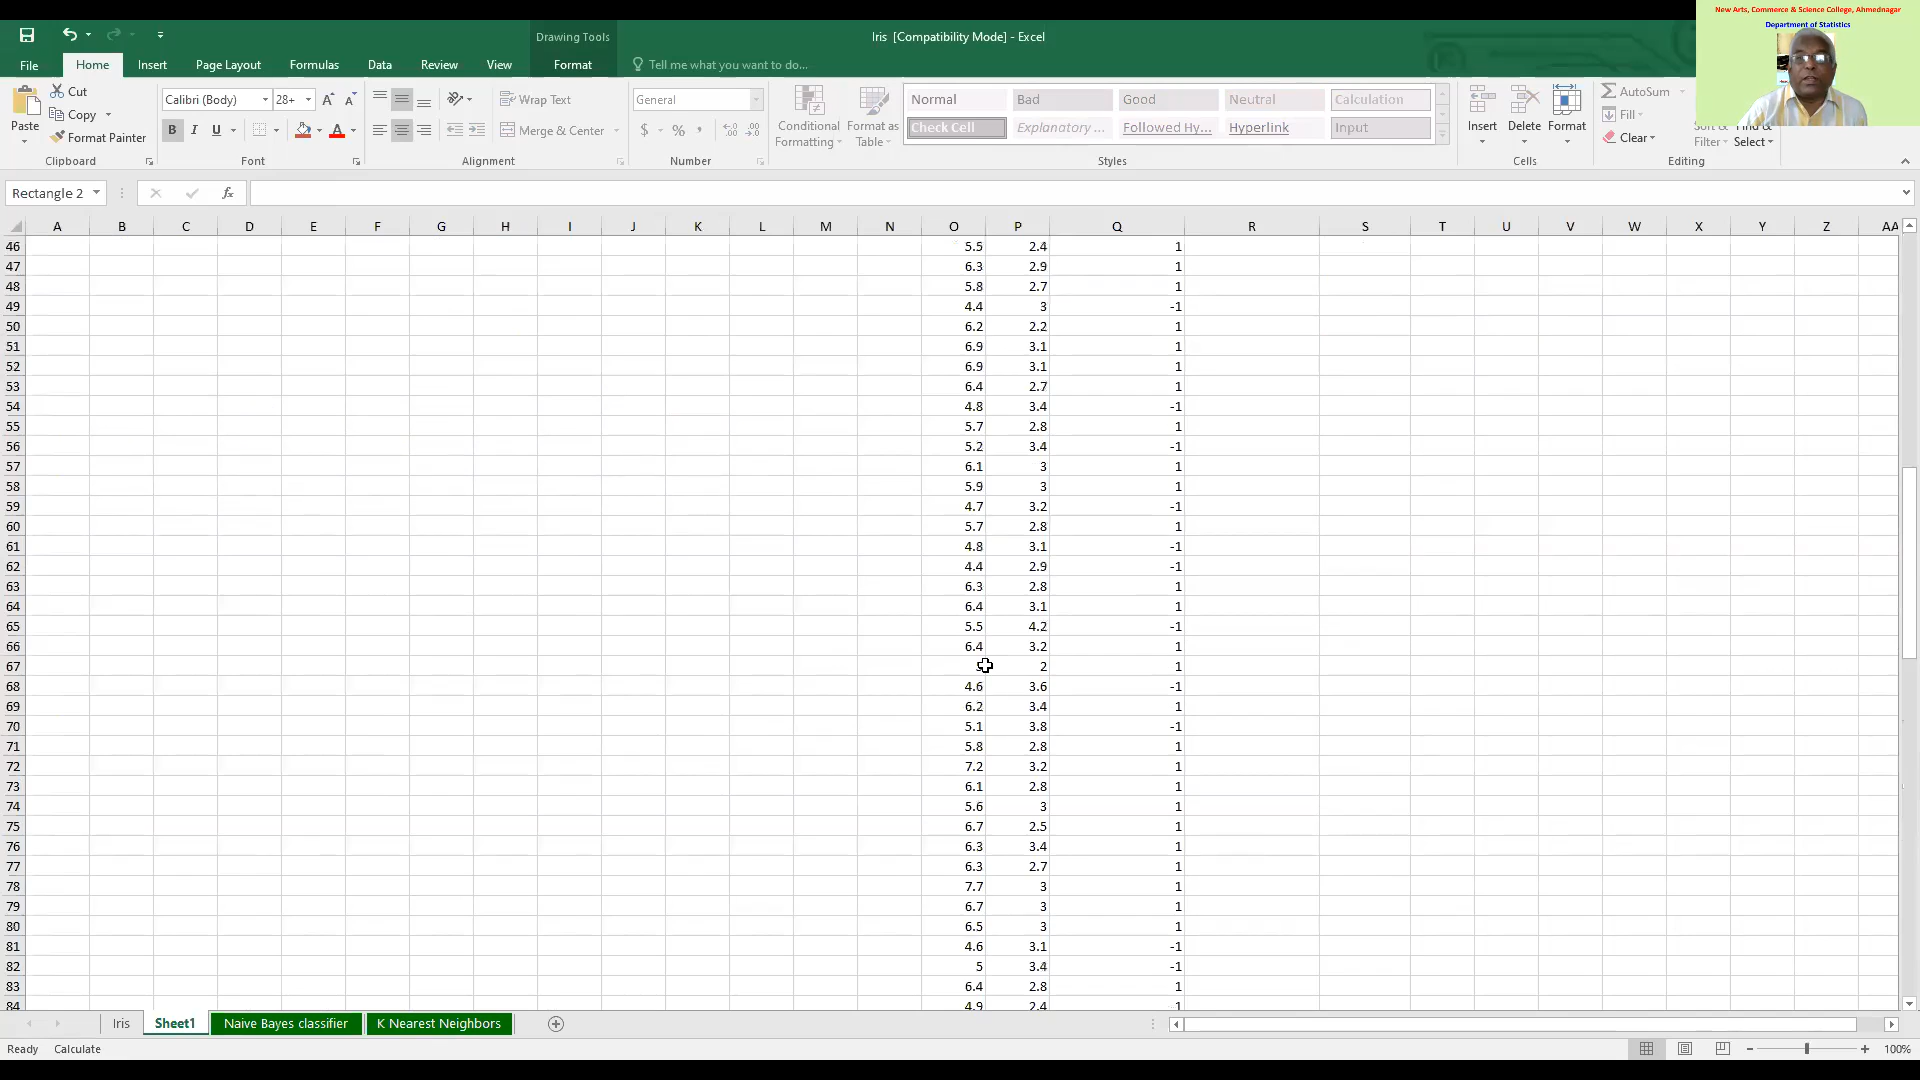 New Arts, Commerce & Science College, Ahmednagar
Department of Statistics
Iris [Compatibility Mode] - Excel
Drawing Tools
File Home Insert Page Layout Formulas Data Review View Format Tell me what you want to do...
Paste Cut Copy Format Painter
Clipboard
Calibri (Body) 28+
B I U
Font
Wrap Text
Merge & Center
Alignment
General
$ %
Number
Conditional Formatting
Format as Table
Normal Bad Good Neutral Calculation
Check Cell Explanatory ... Followed Hy... Hyperlink Input
Styles
Insert Delete Format
Cells
AutoSum
Fill
Clear
Sort & Filter
Find & Select
Editing
Rectangle 2 fx
A B C D E F G H I J K L M N O P Q R S T U V W X Y Z AA
46 5.5 2.4 1
47 6.3 2.9 1
48 5.8 2.7 1
49 4.4 3 -1
50 6.2 2.2 1
51 6.9 3.1 1
52 6.9 3.1 1
53 6.4 2.7 1
54 4.8 3.4 -1
55 5.7 2.8 1
56 5.2 3.4 -1
57 6.1 3 1
58 5.9 3 1
59 4.7 3.2 -1
60 5.7 2.8 1
61 4.8 3.1 -1
62 4.4 2.9 -1
63 6.3 2.8 1
64 6.4 3.1 1
65 5.5 4.2 -1
66 6.4 3.2 1
67 2 1
68 4.6 3.6 -1
69 6.2 3.4 1
70 5.1 3.8 -1
71 5.8 2.8 1
72 7.2 3.2 1
73 6.1 2.8 1
74 5.6 3 1
75 6.7 2.5 1
76 6.3 3.4 1
77 6.3 2.7 1
78 7.7 3 1
79 6.7 3 1
80 6.5 3 1
81 4.6 3.1 -1
82 5 3.4 -1
83 6.4 2.8 1
84 4.9 2.4 1
Iris Sheet1 Naive Bayes classifier K Nearest Neighbors
Ready Calculate 100%